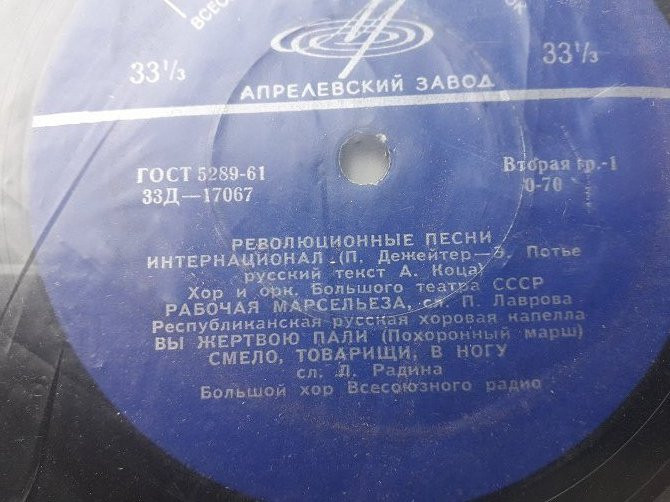 ВСЕС
33⅓
33⅓
АПРЕЛЕВСКИЙ ЗАВОД
ГОСТ 5289-61
Вторая гр.-1
33Д—17067
0-70
РЕВОЛЮЦИОННЫЕ ПЕСНИ
ИНТЕРНАЦИОНАЛ (П. Дежейтер—Э. Потье
русский текст А. Коца)
Хор и орк. Большого театра СССР
РАБОЧАЯ МАРСЕЛЬЕЗА, сл. П. Лаврова
Республиканская русская хоровая капелла
ВЫ ЖЕРТВОЮ ПАЛИ (Похоронный марш)
СМЕЛО, ТОВАРИЩИ, В НОГУ
сл. Л. Радина
Большой хор Всесоюзного радио